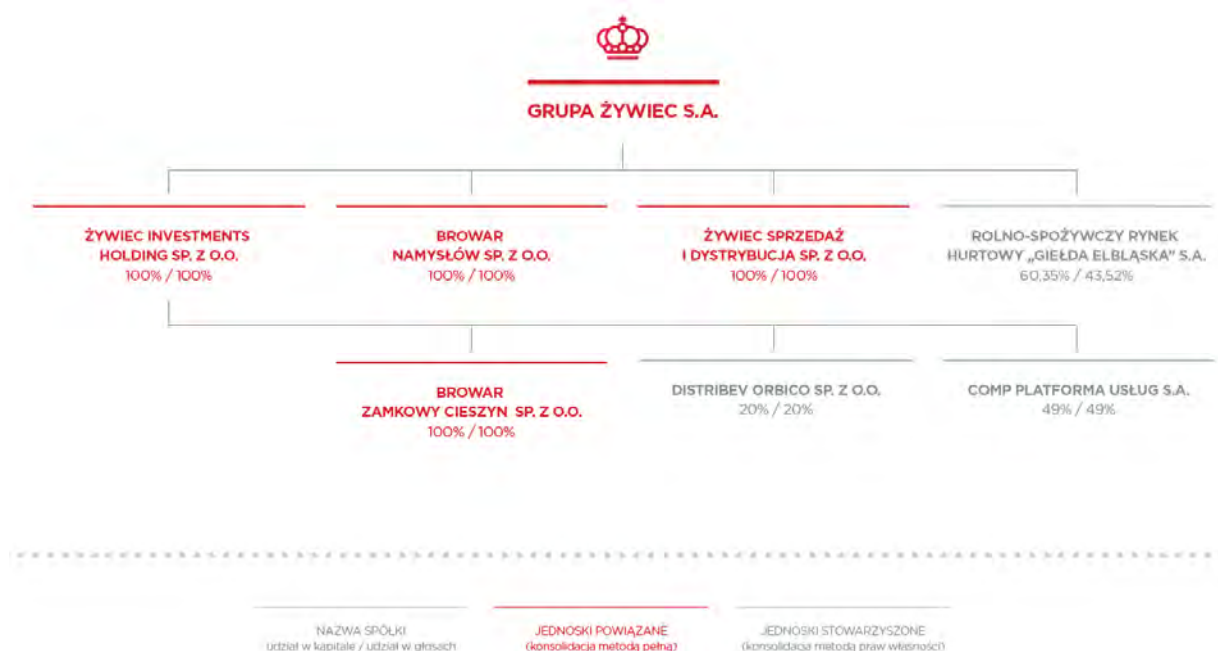 GRUPA ŻYWIEC S.A.
ŻYWIEC INVESTMENTS
HOLDING SP. Z O.O.
100% / 100%
BROWAR
NAMYSŁÓW SP. Z O.O.
100% / 100%
ŻYWIEC SPRZEDAŻ
I DYSTRYBUCJA SP. Z O.O.
100% / 100%
ROLNO-SPOŻYWCZY RYNEK
HURTOWY „GIEŁDA ELBLĄSKA” S.A.
60,35% / 43,52%
BROWAR
ZAMKOWY CIESZYN SP. Z O.O.
100% / 100%
DISTRIBEV ORBICO SP. Z O.O.
20% / 20%
COMP PLATFORMA USŁUG S.A.
49% / 49%
NAZWA SPÓŁKI
udział w kapitale / udział w głosach
JEDNOSKI POWIĄZANE
(konsolidacja metodą pełną)
JEDNOSKI STOWARZYSZONE
(konsolidacja metodą praw własności)